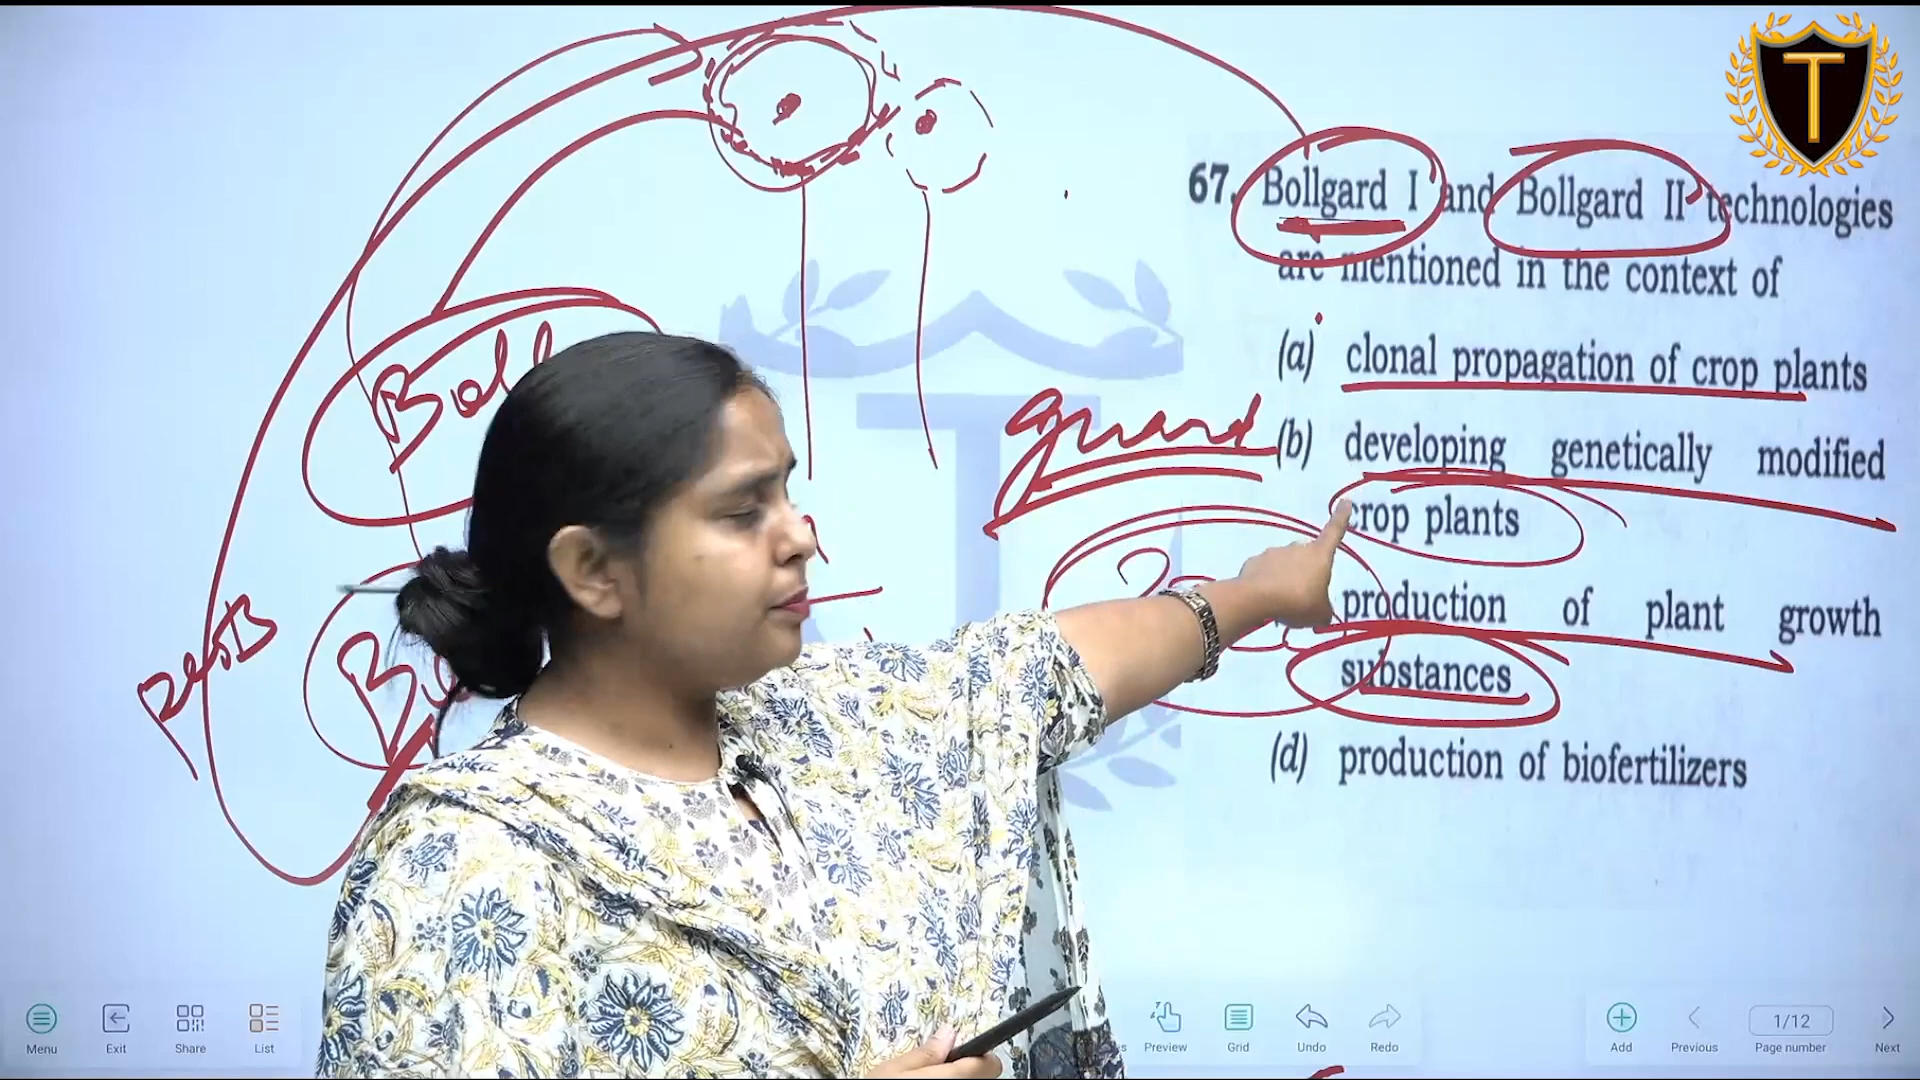 T
67. Bollgard I and Bollgard II technologies
are mentioned in the context of
(a) clonal propagation of crop plants
(b) developing genetically modified
crop plants
production of plant growth
substances
(d) production of biofertilizers
Boll
guard
pests
Menu
Exit
Share
List
Preview
Grid
Undo
Redo
Add
Previous
1/12
Page number
Next